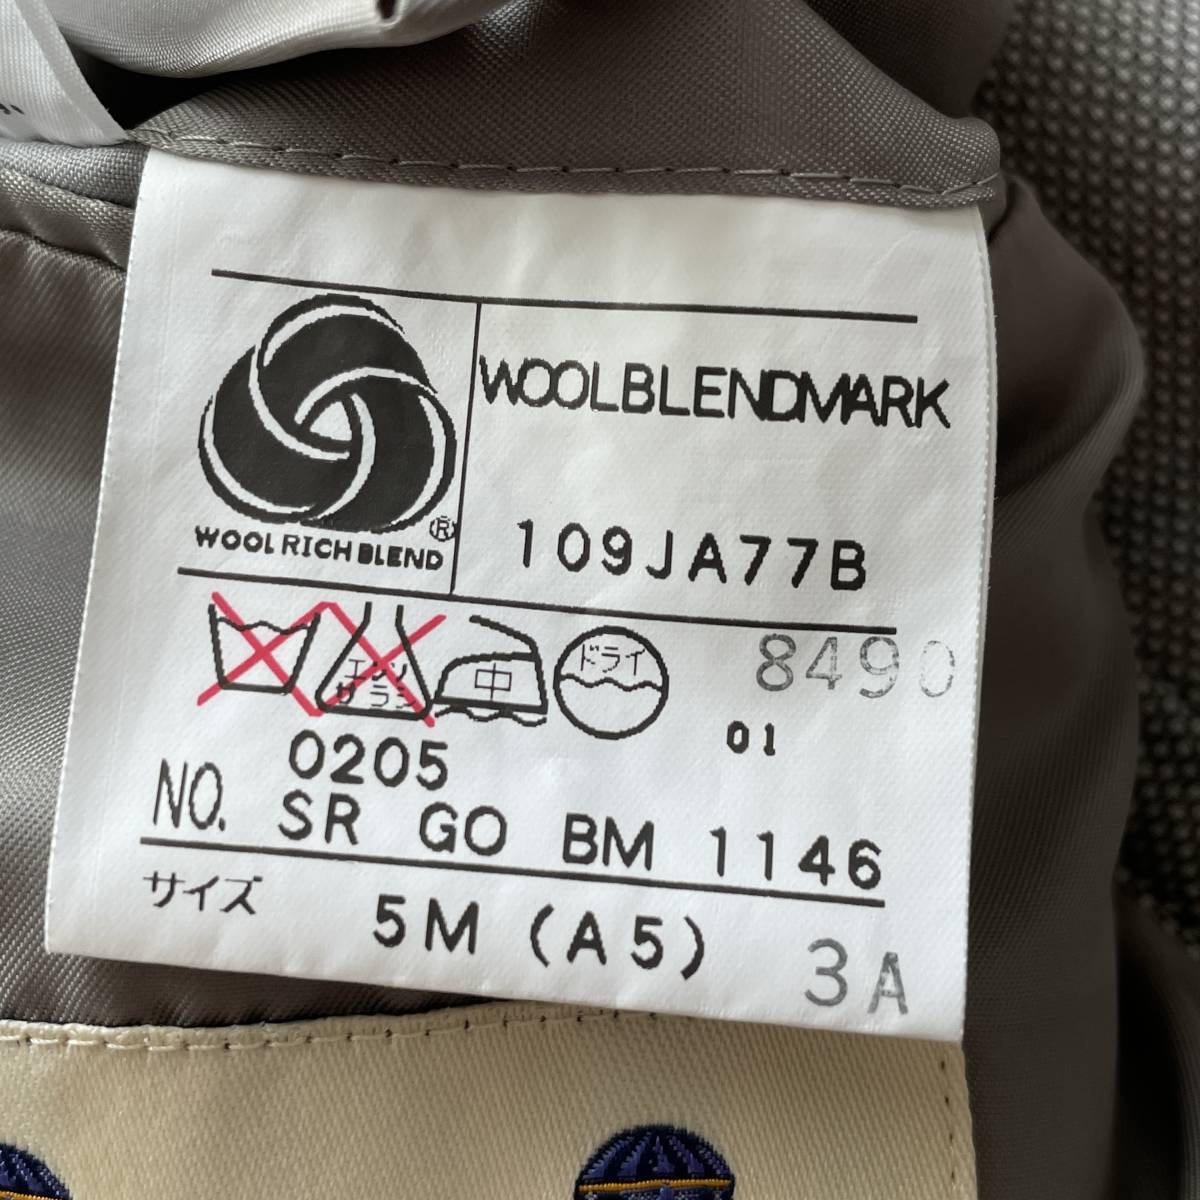 WOOLBLENDMARK
WOOL RICH BLEND ®
109JA77B
エンソ
サラシ
中
ドライ
8490
01
0205
NO. SR GO BM 1146
サイズ 5M (A5)
3A